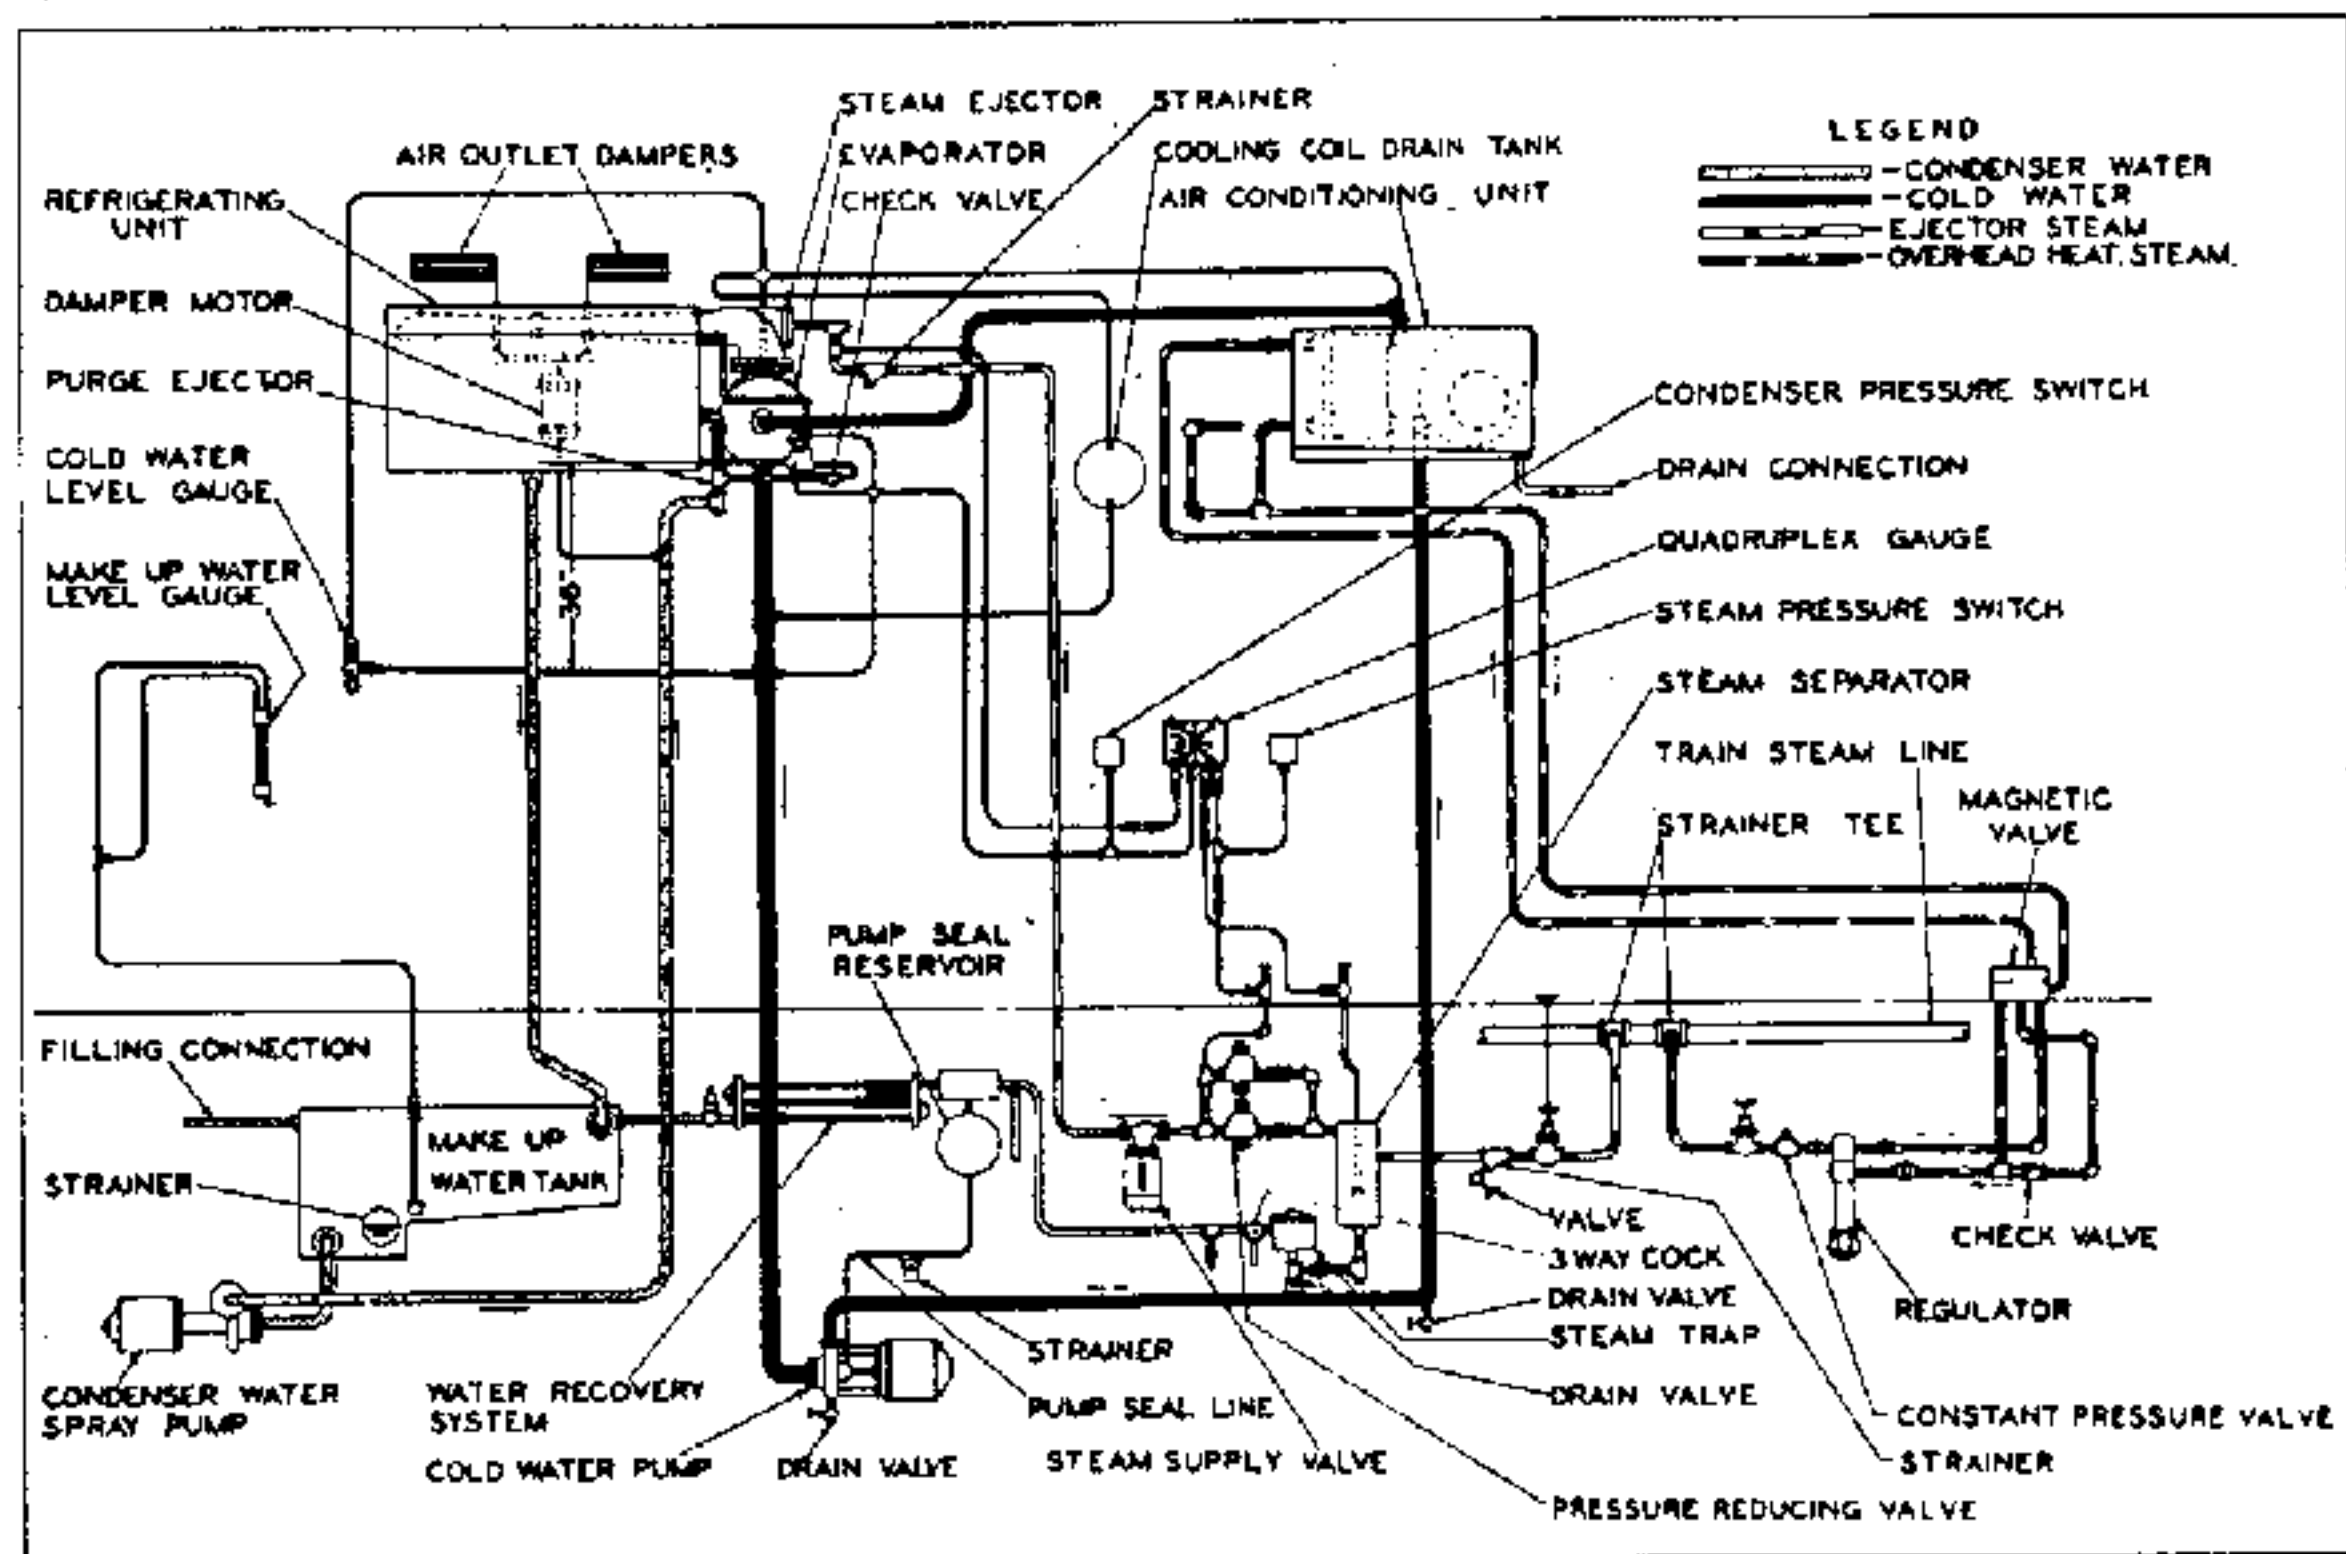 STEAM EJECTOR
STRAINER
AIR OUTLET DAMPERS
EVAPORATOR
COOLING COIL DRAIN TANK
LEGEND
-CONDENSER WATER
-COLD WATER
-EJECTOR STEAM
-OVERHEAD HEAT. STEAM.
REFRIGERATING
UNIT
CHECK VALVE
AIR CONDITIONING UNIT
DAMPER MOTOR
PURGE EJECTOR
CONDENSER PRESSURE SWITCH
COLD WATER
LEVEL GAUGE
DRAIN CONNECTION
MAKE UP WATER
LEVEL GAUGE
QUADRUPLEX GAUGE
STEAM PRESSURE SWITCH
STEAM SEPARATOR
TRAIN STEAM LINE
MAGNETIC
VALVE
STRAINER TEE
PUMP SEAL
RESERVOIR
FILLING CONNECTION
MAKE UP
WATER TANK
STRAINER
VALVE
3 WAY COCK
CHECK VALVE
DRAIN VALVE
REGULATOR
STEAM TRAP
STRAINER
CONDENSER WATER
SPRAY PUMP
WATER RECOVERY
SYSTEM
PUMP SEAL LINE
DRAIN VALVE
CONSTANT PRESSURE VALVE
COLD WATER PUMP
DRAIN VALVE
STEAM SUPPLY VALVE
STRAINER
PRESSURE REDUCING VALVE